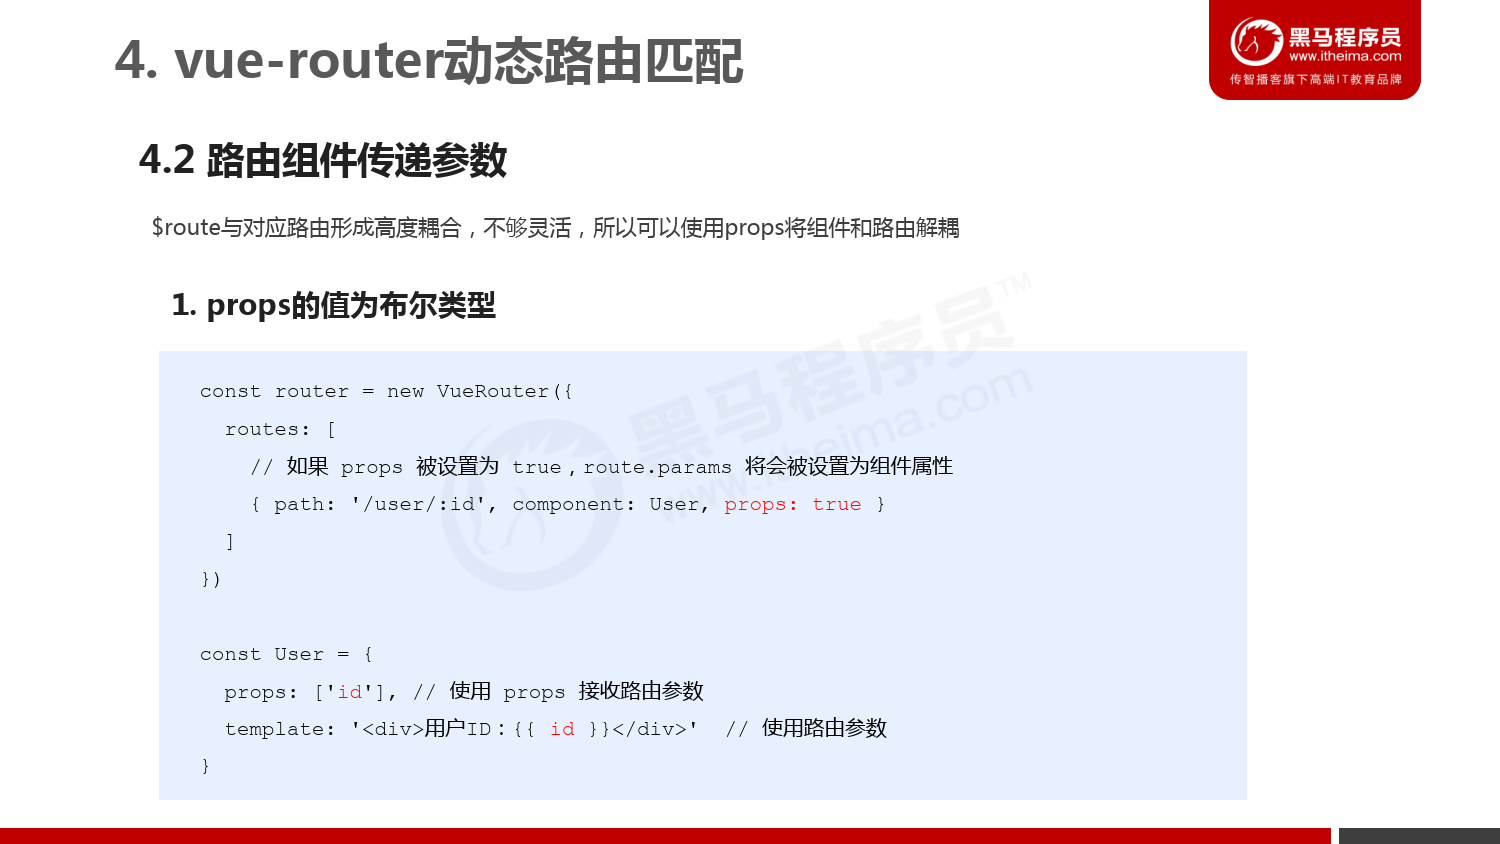 4. vue-router动态路由匹配
黑马程序员
www.itheima.com
传智播客旗下高端IT教育品牌
4.2 路由组件传递参数
$route与对应路由形成高度耦合，不够灵活，所以可以使用props将组件和路由解耦
1. props的值为布尔类型
黑马程序员™
www.itheima.com
const router = new VueRouter({
  routes: [
    // 如果 props 被设置为 true，route.params 将会被设置为组件属性
    { path: '/user/:id', component: User, props: true }
  ]
})
const User = {
  props: ['id'], // 使用 props 接收路由参数
  template: '<div>用户ID：{{ id }}</div>'  // 使用路由参数
}